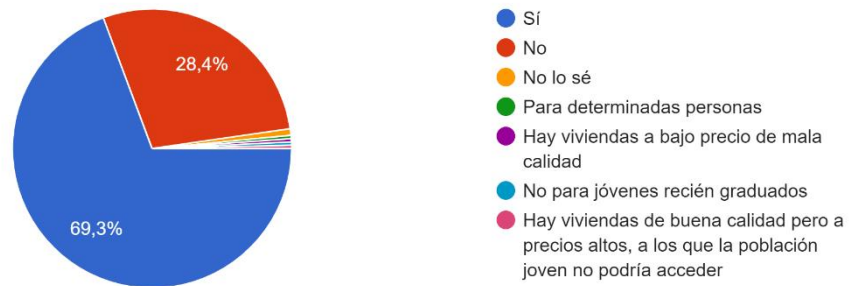 28,4%
69,3%
Sí
No
No lo sé
Para determinadas personas
Hay viviendas a bajo precio de mala
calidad
No para jóvenes recién graduados
Hay viviendas de buena calidad pero a
precios altos, a los que la población
joven no podría acceder